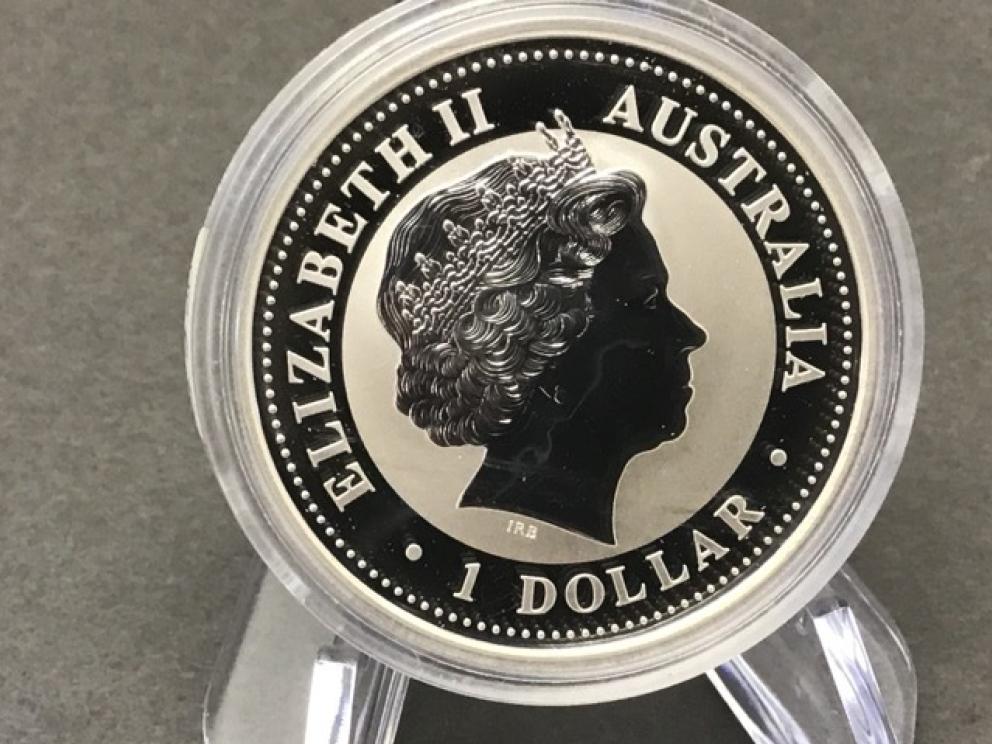 ELIZABETH II
AUSTRALIA
1 DOLLAR
IRB